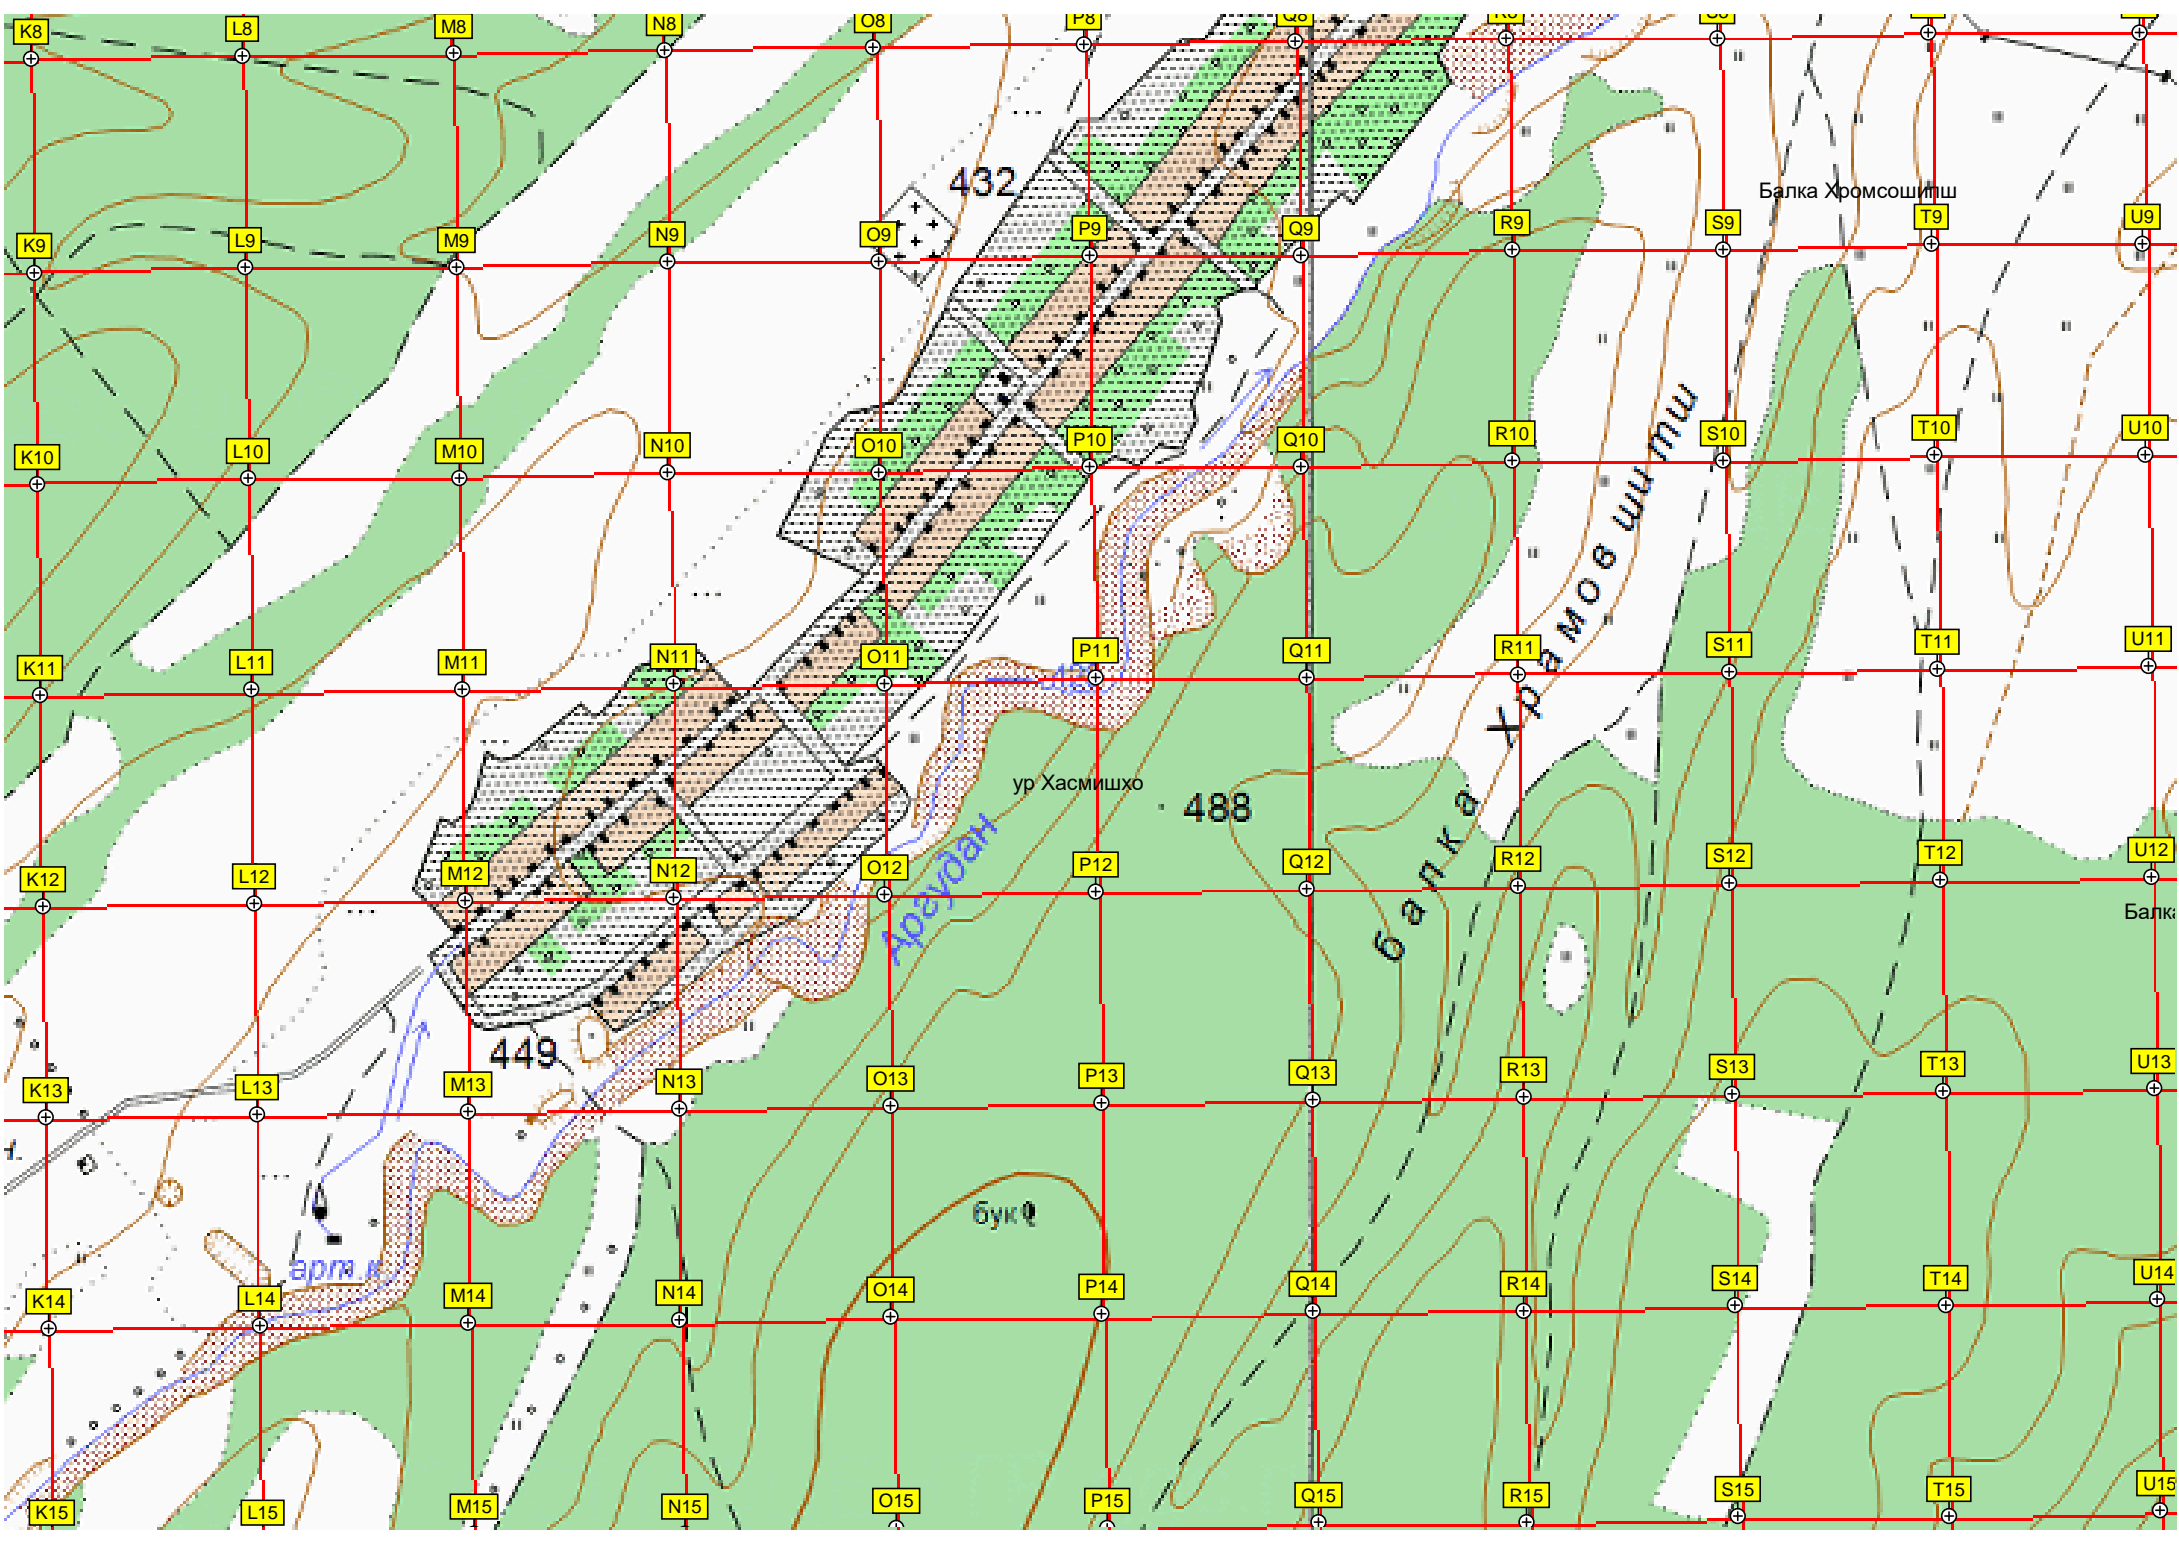 K8 L8 M8 N8 O8 P8 Q8
432
Балка Хромсошипш
K9 L9 M9 N9 O9 P9 Q9 R9 S9 T9 U9
K10 L10 M10 N10 O10 P10 Q10 R10 S10 T10 U10
K11 L11 M11 N11 O11 P11 Q11 R11 S11 T11 U11
балка Храмовшитш
ур Хасмишхо
488
K12 L12 M12 N12 O12 P12 Q12 R12 S12 T12 U12
Аргудан
Балка
449
K13 L13 M13 N13 O13 P13 Q13 R13 S13 T13 U13
бук
арт.к
K14 L14 M14 N14 O14 P14 Q14 R14 S14 T14 U14
K15 L15 M15 N15 O15 P15 Q15 R15 S15 T15 U15